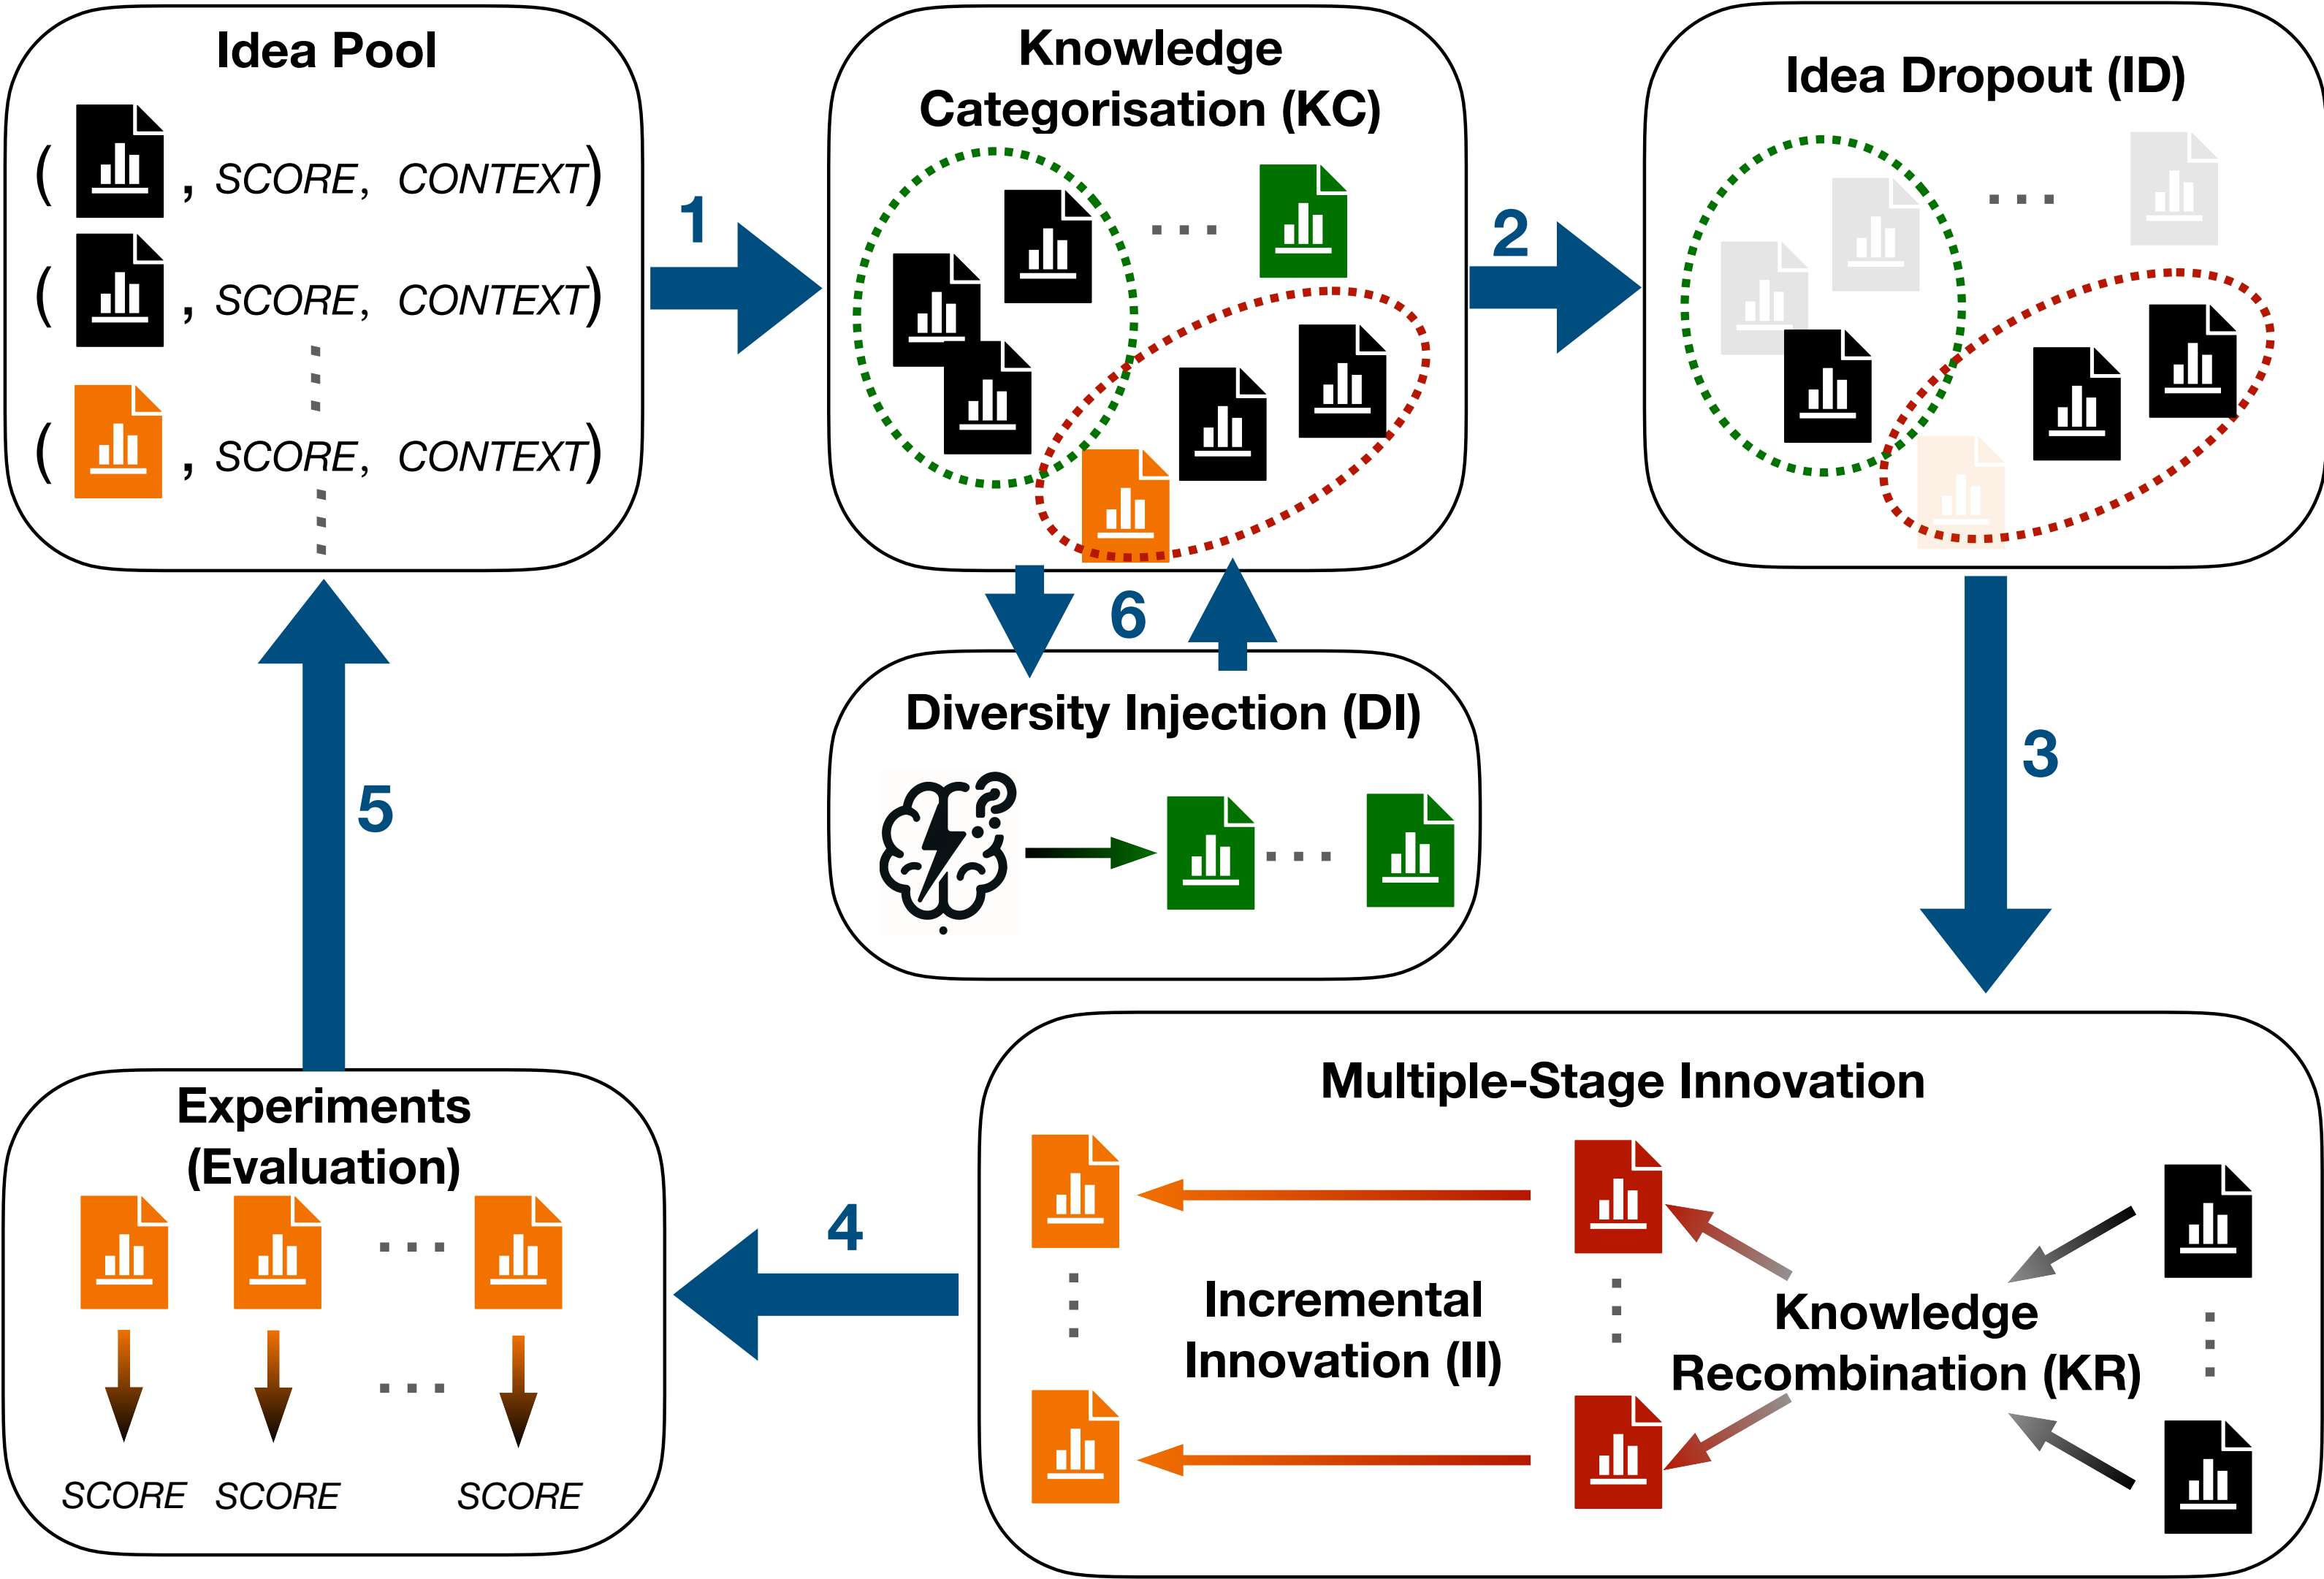 Idea Pool
( , SCORE, CONTEXT)
( , SCORE, CONTEXT)
( , SCORE, CONTEXT)
1
Knowledge
Categorisation (KC)
2
Idea Dropout (ID)
6
Diversity Injection (DI)
3
5
Multiple-Stage Innovation
Incremental
Innovation (II)
Knowledge
Recombination (KR)
4
Experiments
(Evaluation)
SCORE SCORE SCORE